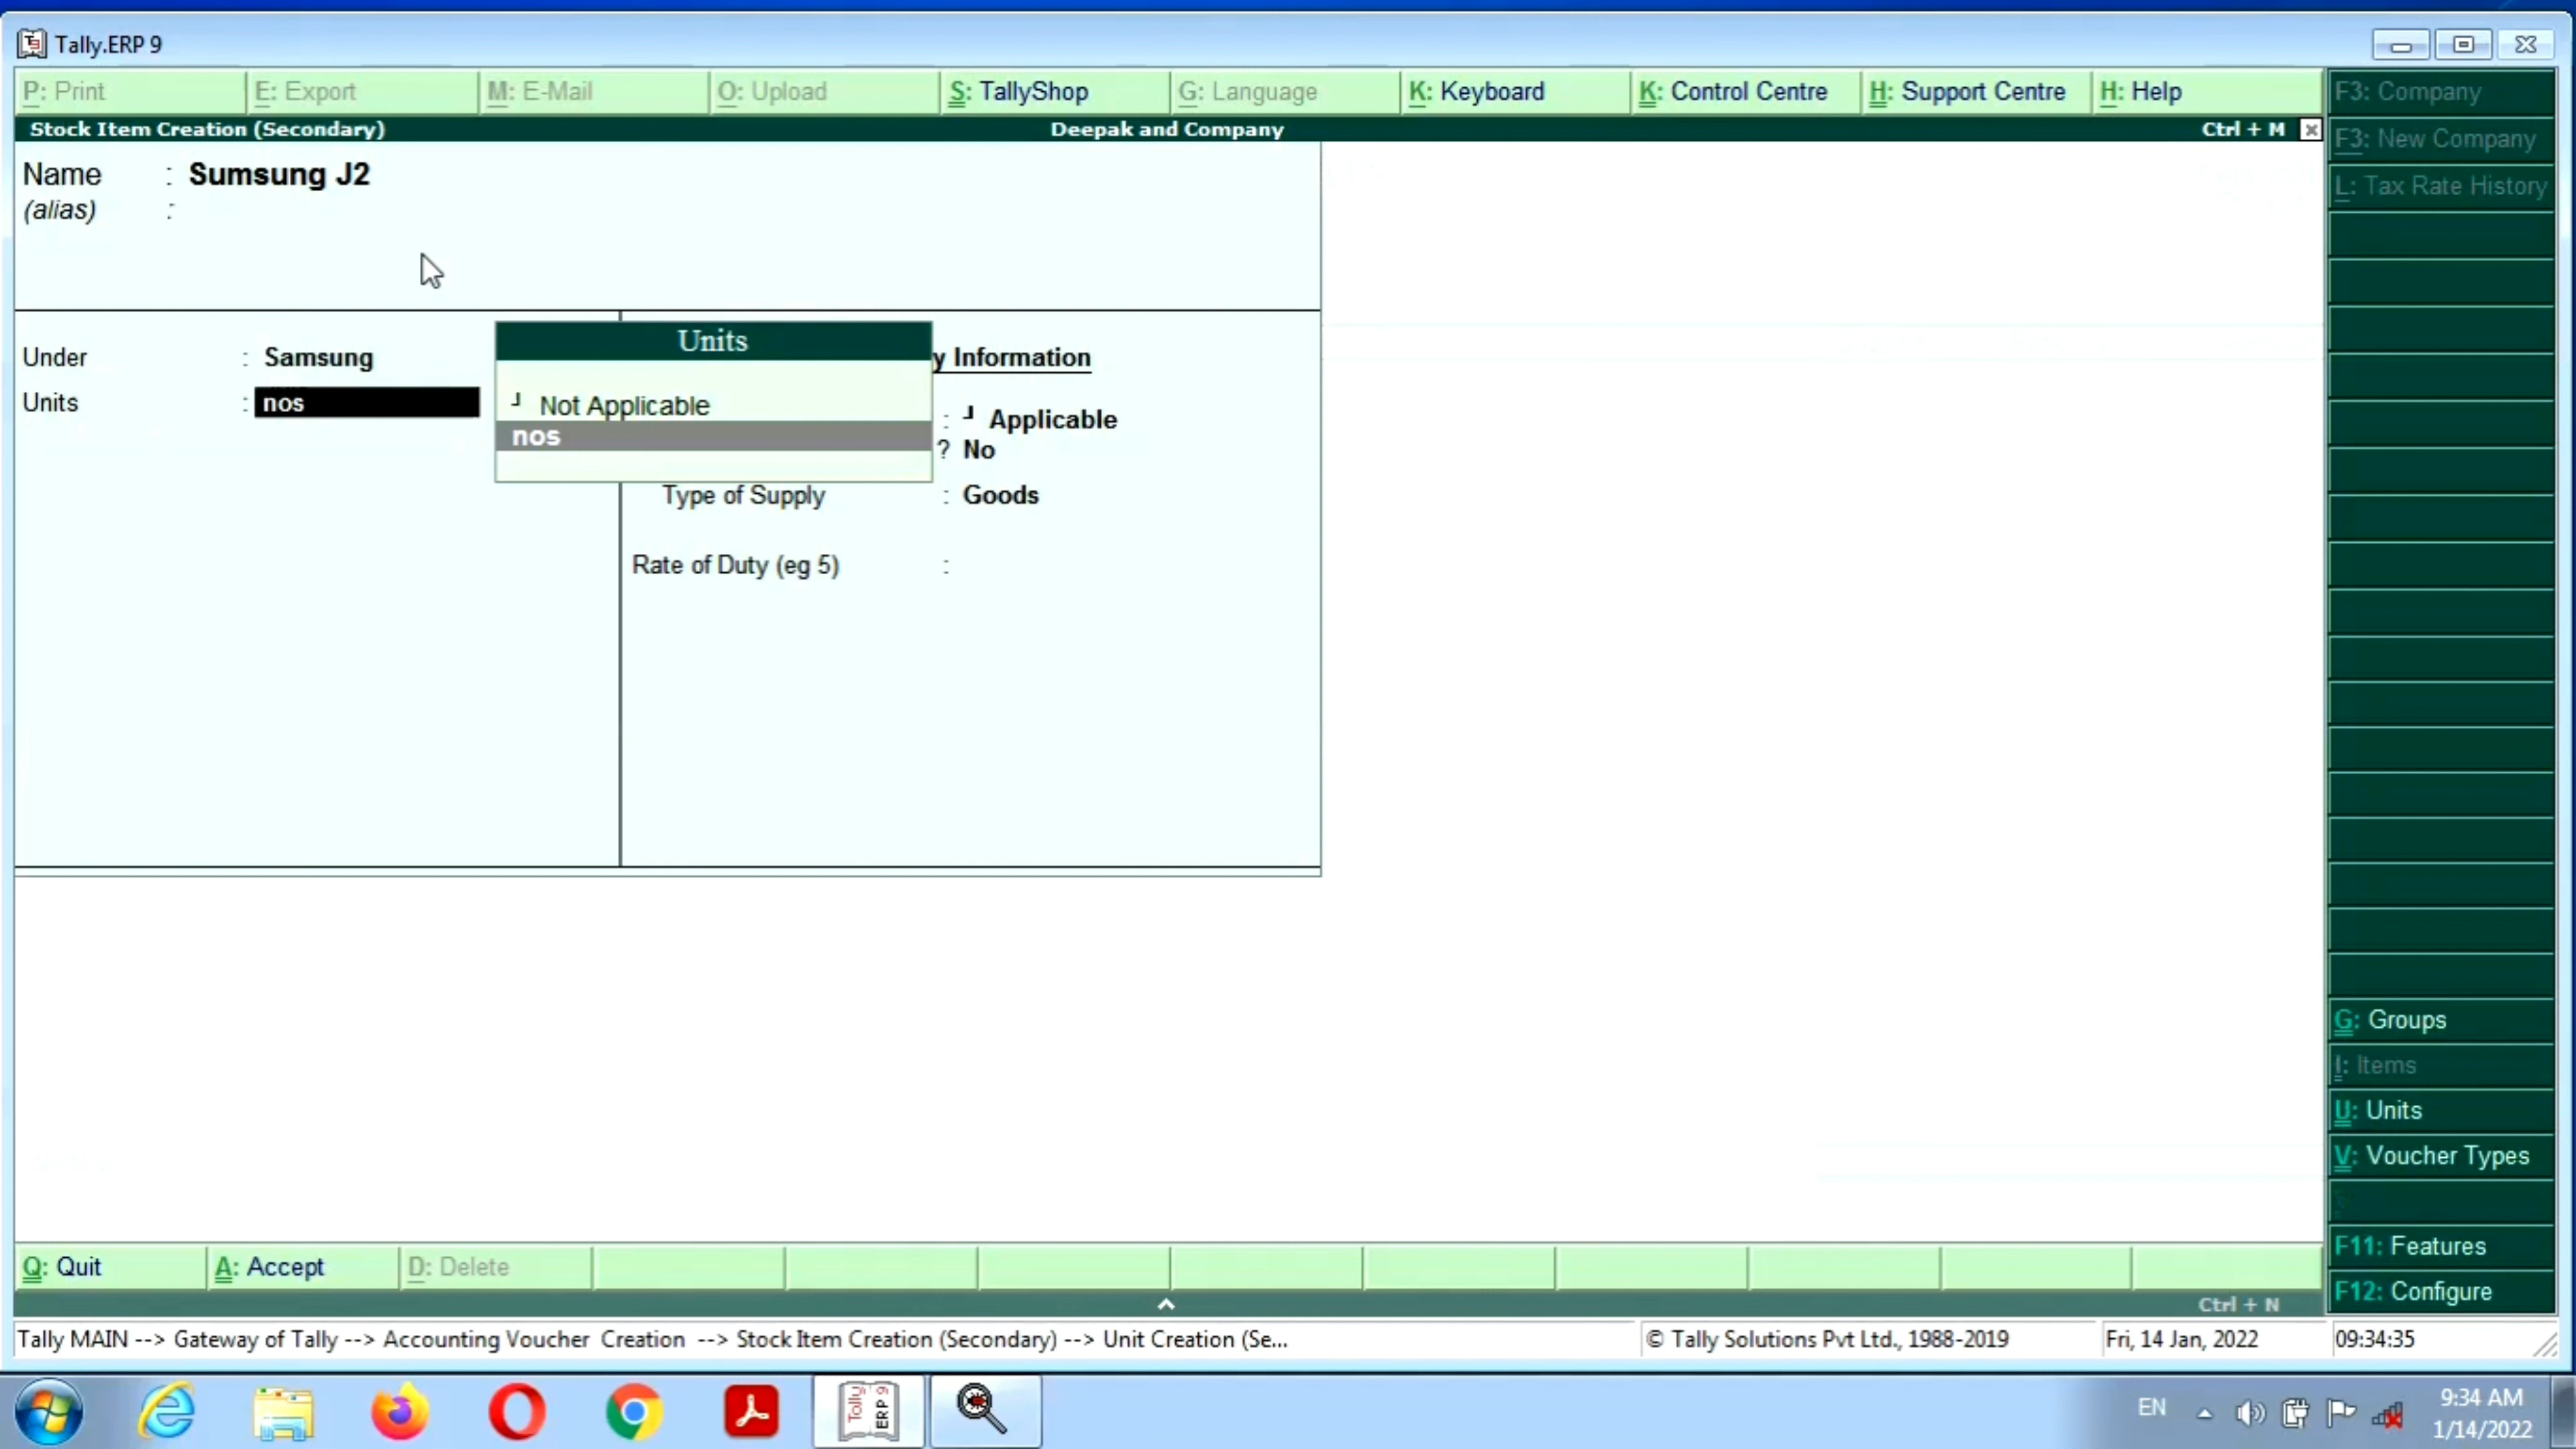 Tally.ERP 9
P: Print E: Export M: E-Mail O: Upload S: TallyShop G: Language K: Keyboard K: Control Centre H: Support Centre H: Help F3: Company
Stock Item Creation (Secondary) Deepak and Company Ctrl + M
F3: New Company
Name : Sumsung J2
L: Tax Rate History
(alias) :
Units
Under : Samsung y Information
Units : nos
Not Applicable
: Applicable
nos
? No
Type of Supply : Goods
Rate of Duty (eg 5) :
G: Groups
I: Items
U: Units
V: Voucher Types
F11: Features
Q: Quit A: Accept D: Delete
F12: Configure
Ctrl + N
Tally MAIN --> Gateway of Tally --> Accounting Voucher Creation --> Stock Item Creation (Secondary) --> Unit Creation (Se... © Tally Solutions Pvt Ltd., 1988-2019 Fri, 14 Jan, 2022 09:34:35
Tally ERP 9
EN 9:34 AM
1/14/2022